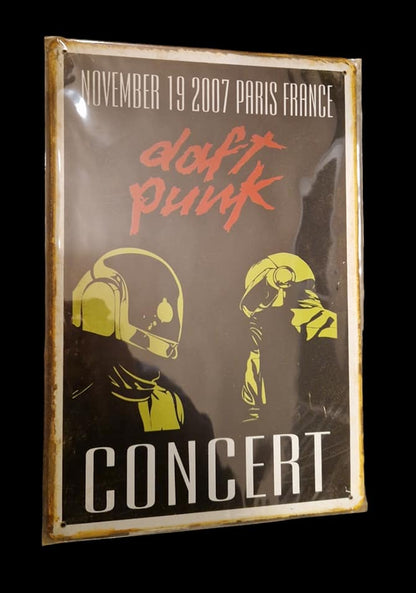 NOVEMBER 19 2007 PARIS FRANCE
daft
punk
CONCERT